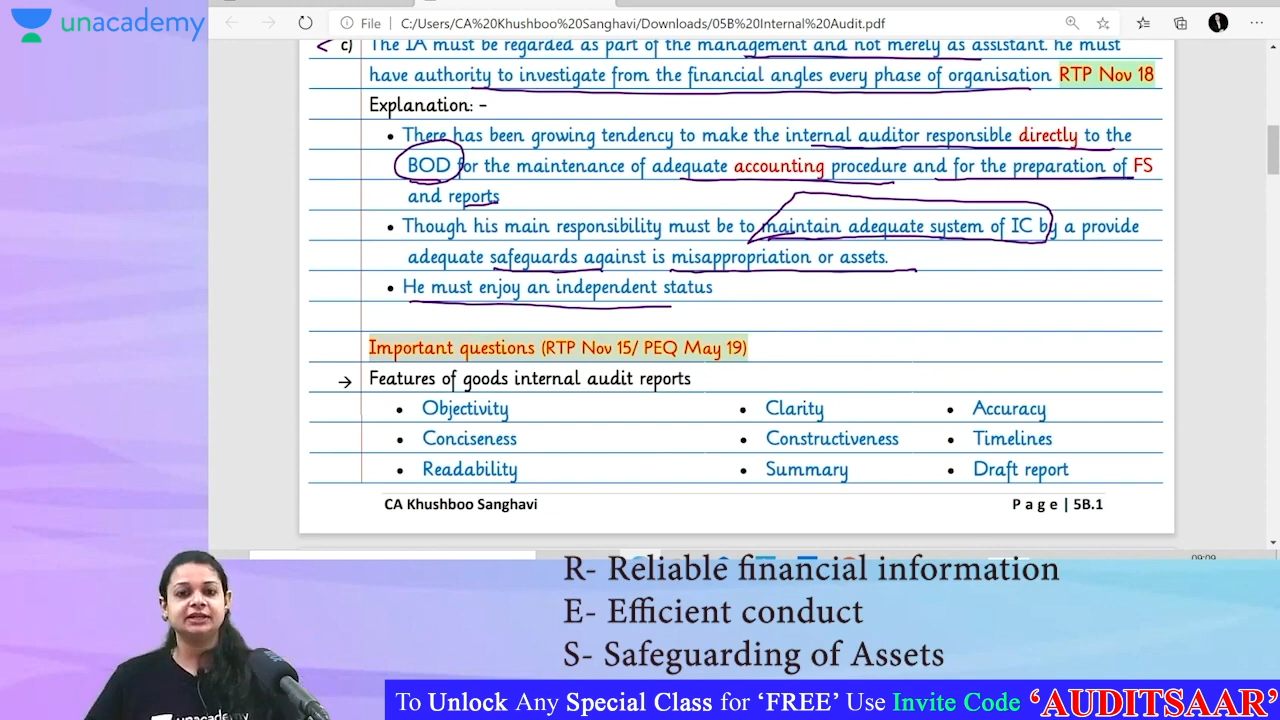 unacademy
File C:/Users/CA%20Khushboo%20Sanghavi/Downloads/05B%20Internal%20Audit.pdf
c) The IA must be regarded as part of the management and not merely as assistant. he must
have authority to investigate from the financial angles every phase of organisation RTP Nov 18
Explanation: -
• There has been growing tendency to make the internal auditor responsible directly to the
BOD for the maintenance of adequate accounting procedure and for the preparation of FS
and reports
• Though his main responsibility must be to maintain adequate system of IC by a provide
adequate safeguards against is misappropriation or assets.
• He must enjoy an independent status
Important questions (RTP Nov 15/ PEQ May 19)
→ Features of goods internal audit reports
• Objectivity • Clarity • Accuracy
• Conciseness • Constructiveness • Timelines
• Readability • Summary • Draft report
CA Khushboo Sanghavi Page | 5B.1
R- Reliable financial information
E- Efficient conduct
S- Safeguarding of Assets
unacademy
To Unlock Any Special Class for ‘FREE’ Use Invite Code ‘AUDITSAAR’